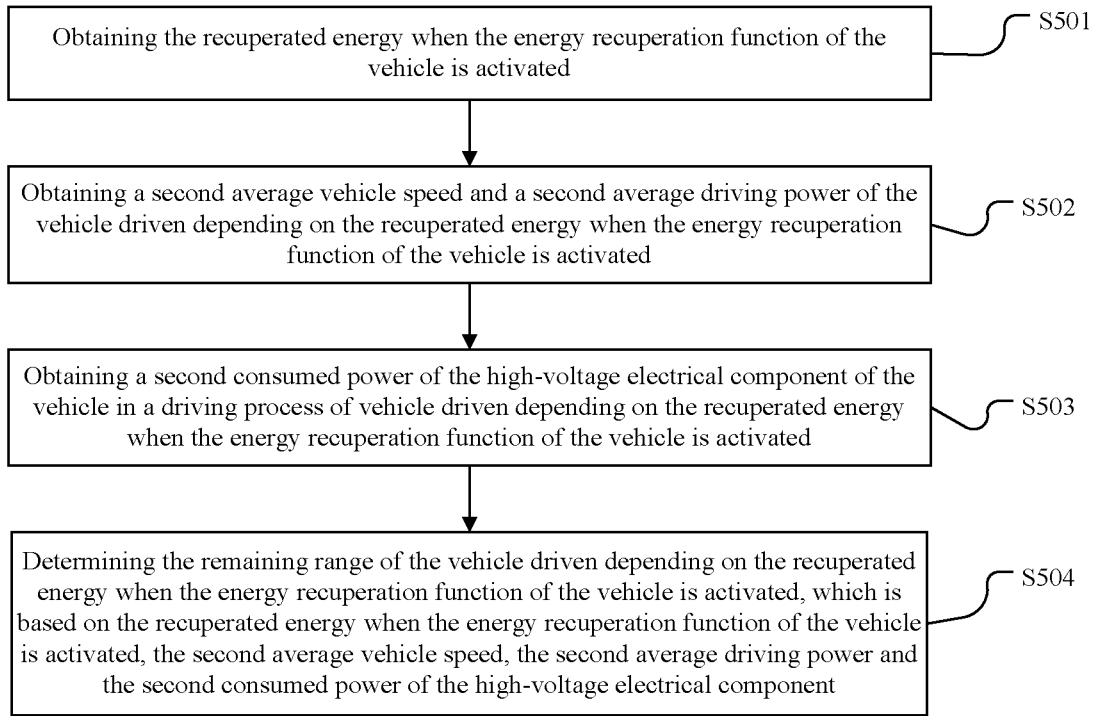 Obtaining the recuperated energy when the energy recuperation function of the
vehicle is activated
S501
Obtaining a second average vehicle speed and a second average driving power of the
vehicle driven depending on the recuperated energy when the energy recuperation
function of the vehicle is activated
S502
Obtaining a second consumed power of the high-voltage electrical component of the
vehicle in a driving process of vehicle driven depending on the recuperated energy
when the energy recuperation function of the vehicle is activated
S503
Determining the remaining range of the vehicle driven depending on the recuperated
energy when the energy recuperation function of the vehicle is activated, which is
based on the recuperated energy when the energy recuperation function of the vehicle
is activated, the second average vehicle speed, the second average driving power and
the second consumed power of the high-voltage electrical component
S504